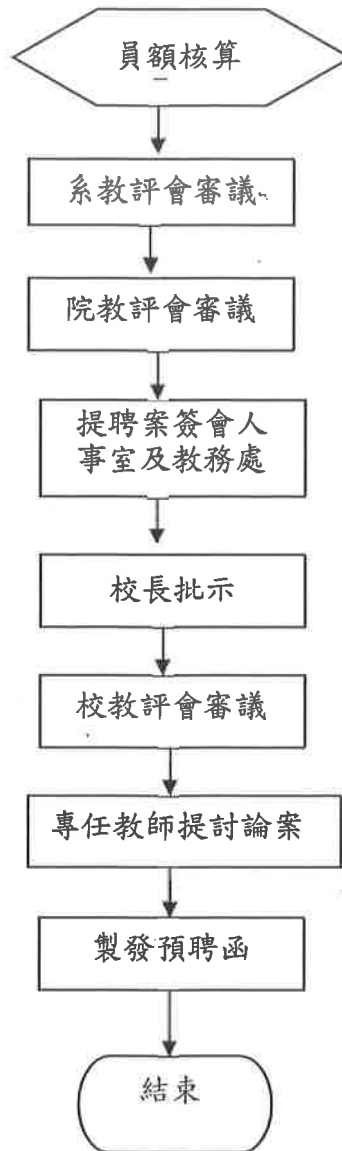 員額核算
系教評會審議
院教評會審議
提聘案簽會人
事室及教務處
校長批示
校教評會審議
專任教師提討論案
製發預聘函
結束